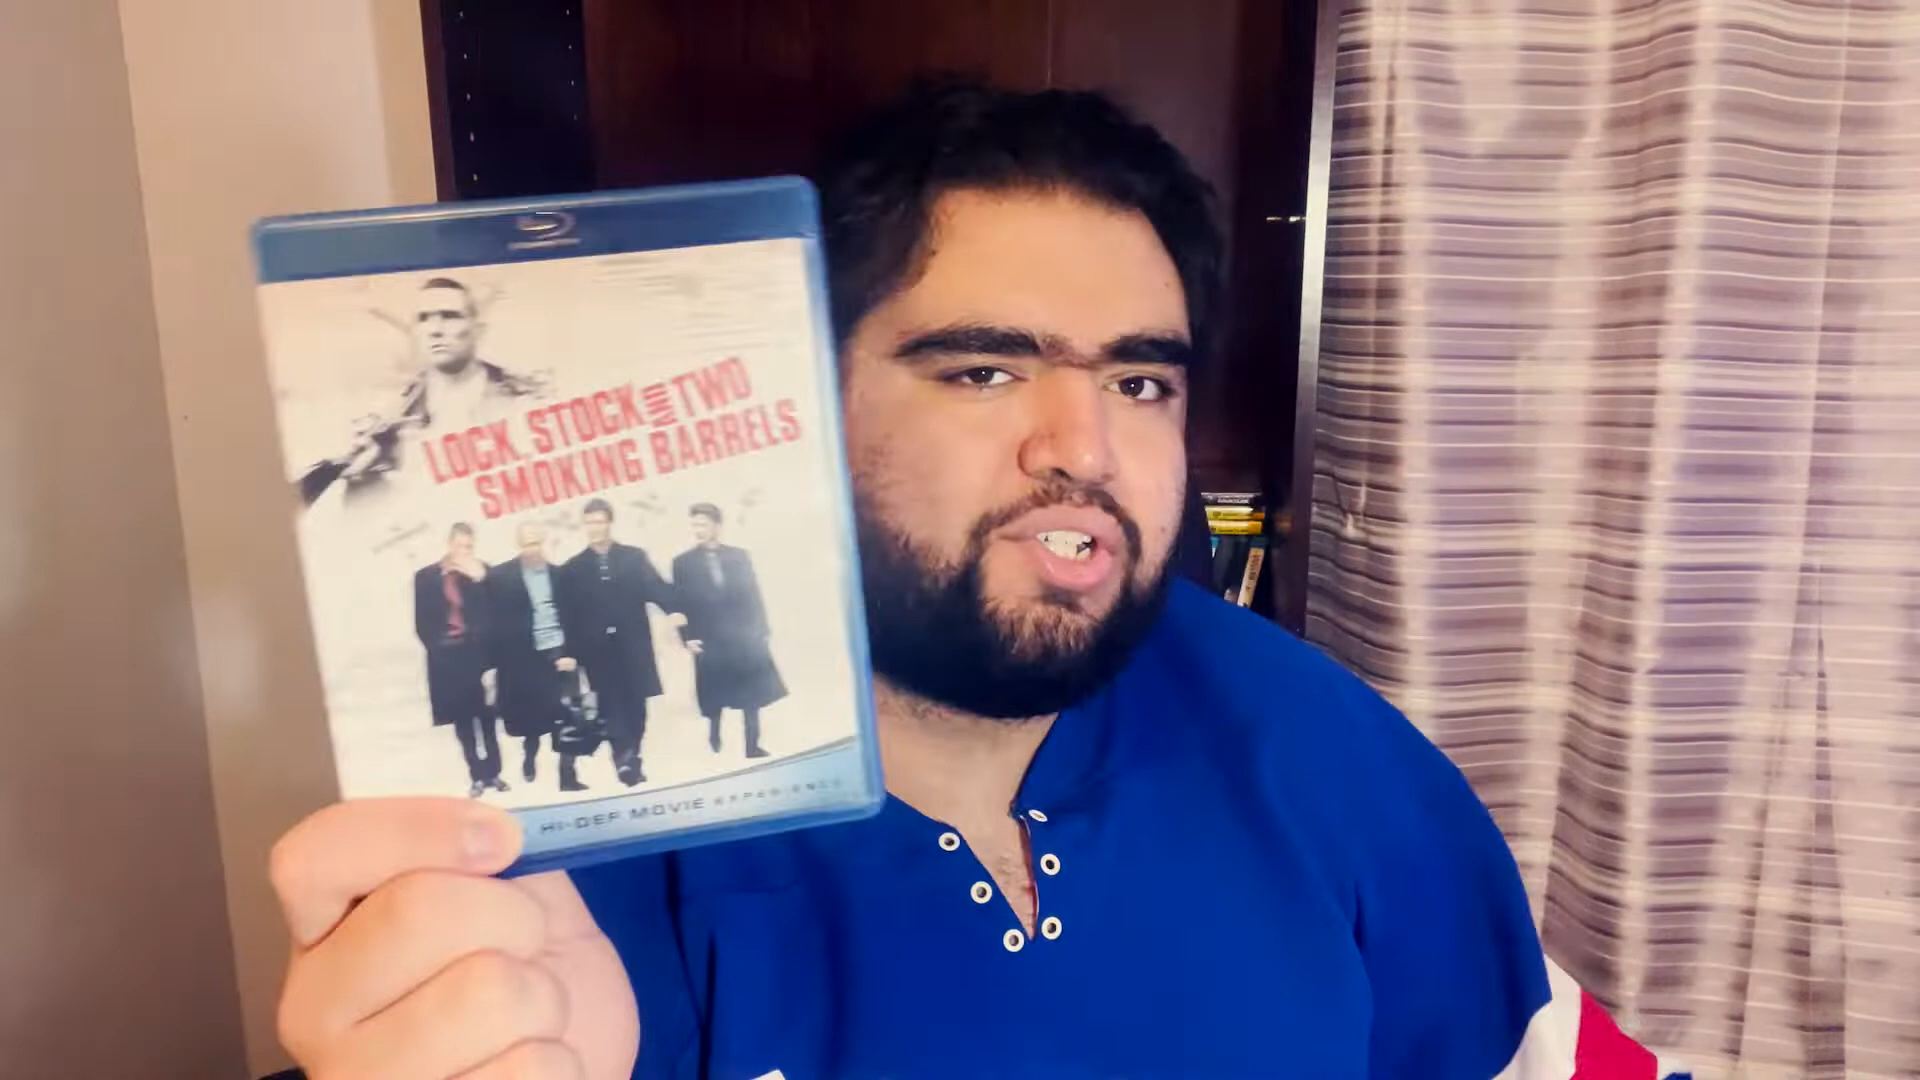 LOCK, STOCK AND TWO
SMOKING BARRELS
HI-DEF MOVIE EXPERIENCE